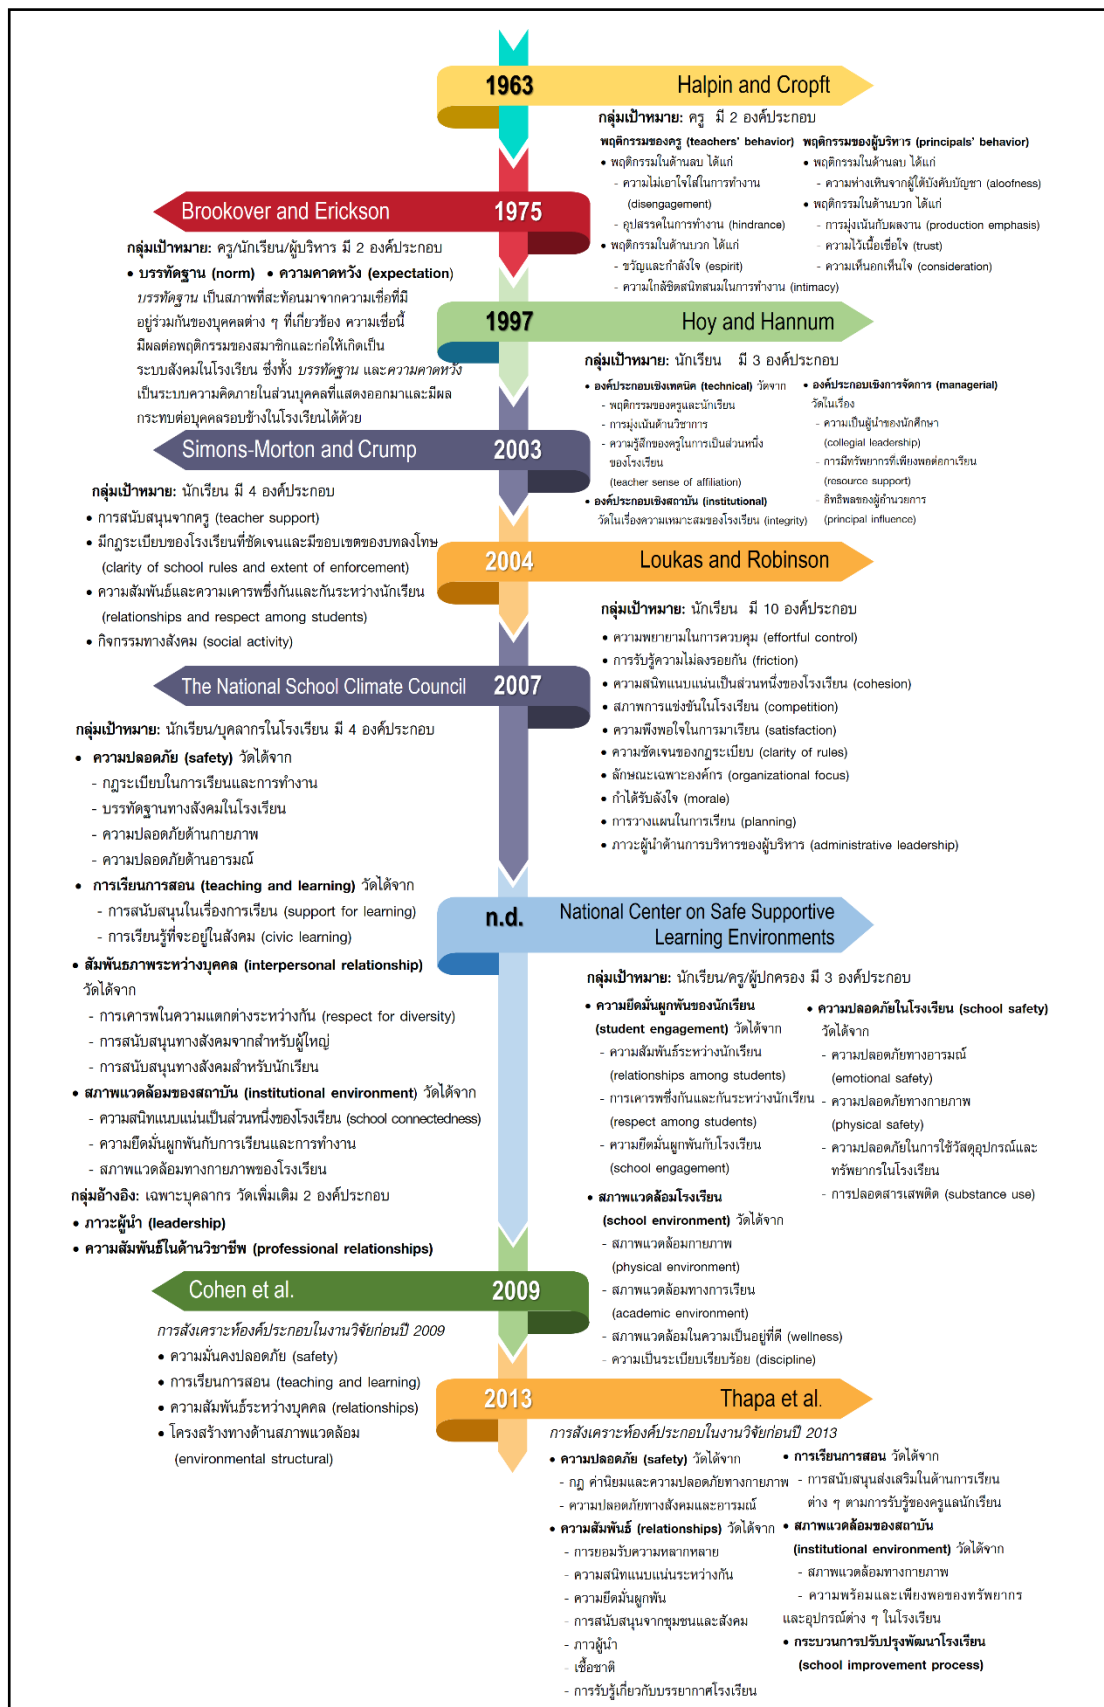 1963
Halpin and Cropft
กลุ่มเป้าหมาย: ครู มี 2 องค์ประกอบ
พฤติกรรมของครู (teachers' behavior)
• พฤติกรรมในด้านลบ ได้แก่
- ความไม่เอาใจใส่ในการทำงาน
(disengagement)
- อุปสรรคในการทำงาน (hindrance)
• พฤติกรรมในด้านบวก ได้แก่
- ขวัญและกำลังใจ (espirit)
- ความใกล้ชิดสนิทสนมในการทำงาน (intimacy)
พฤติกรรมของผู้บริหาร (principals' behavior)
• พฤติกรรมในด้านลบ ได้แก่
- ความห่างเหินจากผู้ใต้บังคับบัญชา (aloofness)
• พฤติกรรมในด้านบวก ได้แก่
- การมุ่งเน้นกับผลงาน (production emphasis)
- ความไว้เนื้อเชื่อใจ (trust)
- ความเห็นอกเห็นใจ (consideration)
Brookover and Erickson
1975
กลุ่มเป้าหมาย: ครู/นักเรียน/ผู้บริหาร มี 2 องค์ประกอบ
• บรรทัดฐาน (norm) • ความคาดหวัง (expectation)
บรรทัดฐาน เป็นสภาพที่สะท้อนมาจากความเชื่อที่มี
อยู่ร่วมกันของบุคคลต่าง ๆ ที่เกี่ยวข้อง ความเชื่อนี้
มีผลต่อพฤติกรรมของสมาชิกและก่อให้เกิดเป็น
ระบบสังคมในโรงเรียน ซึ่งทั้ง บรรทัดฐาน และความคาดหวัง
เป็นระบบความคิดภายในส่วนบุคคลที่แสดงออกมาและมีผล
กระทบต่อบุคคลรอบข้างในโรงเรียนได้ด้วย
1997
Hoy and Hannum
กลุ่มเป้าหมาย: นักเรียน มี 3 องค์ประกอบ
• องค์ประกอบเชิงเทคนิค (technical) วัดจาก
- พฤติกรรมของครูและนักเรียน
- การมุ่งเน้นด้านวิชาการ
- ความรู้สึกของครูในการเป็นส่วนหนึ่ง
ของโรงเรียน
(teacher sense of affiliation)
• องค์ประกอบเชิงสถาบัน (institutional)
วัดในเรื่องความเหมาะสมของโรงเรียน (integrity)
• องค์ประกอบเชิงการจัดการ (managerial)
วัดในเรื่อง
- ความเป็นผู้นำของนักศึกษา
(collegial leadership)
- การมีทรัพยากรที่เพียงพอต่อกาเรียน
(resource support)
- อิทธิพลของผู้อำนวยการ
(principal influence)
Simons-Morton and Crump
2003
กลุ่มเป้าหมาย: นักเรียน มี 4 องค์ประกอบ
• การสนับสนุนจากครู (teacher support)
• มีกฎระเบียบของโรงเรียนที่ชัดเจนและมีขอบเขตของบทลงโทษ
(clarity of school rules and extent of enforcement)
• ความสัมพันธ์และความเคารพซึ่งกันและกันระหว่างนักเรียน
(relationships and respect among students)
• กิจกรรมทางสังคม (social activity)
2004
Loukas and Robinson
กลุ่มเป้าหมาย: นักเรียน มี 10 องค์ประกอบ
• ความพยายามในการควบคุม (effortful control)
• การรับรู้ความไม่ลงรอยกัน (friction)
• ความสนิทแนบแน่นเป็นส่วนหนึ่งของโรงเรียน (cohesion)
• สภาพการแข่งขันในโรงเรียน (competition)
• ความพึงพอใจในการมาเรียน (satisfaction)
• ความชัดเจนของกฎระเบียบ (clarity of rules)
• ลักษณะเฉพาะองค์กร (organizational focus)
• กำได้รับลังใจ (morale)
• การวางแผนในการเรียน (planning)
• ภาวะผู้นำด้านการบริหารของผู้บริหาร (administrative leadership)
The National School Climate Council
2007
กลุ่มเป้าหมาย: นักเรียน/บุคลากรในโรงเรียน มี 4 องค์ประกอบ
• ความปลอดภัย (safety) วัดได้จาก
- กฎระเบียบในการเรียนและการทำงาน
- บรรทัดฐานทางสังคมในโรงเรียน
- ความปลอดภัยด้านกายภาพ
- ความปลอดภัยด้านอารมณ์
• การเรียนการสอน (teaching and learning) วัดได้จาก
- การสนับสนุนในเรื่องการเรียน (support for learning)
- การเรียนรู้ที่จะอยู่ในสังคม (civic learning)
• สัมพันธภาพระหว่างบุคคล (interpersonal relationship)
วัดได้จาก
- การเคารพในความแตกต่างระหว่างกัน (respect for diversity)
- การสนับสนุนทางสังคมจากสำหรับผู้ใหญ่
- การสนับสนุนทางสังคมสำหรับนักเรียน
• สภาพแวดล้อมของสถาบัน (institutional environment) วัดได้จาก
- ความสนิทแนบแน่นเป็นส่วนหนึ่งของโรงเรียน (school connectedness)
- ความยึดมั่นผูกพันกับการเรียนและการทำงาน
- สภาพแวดล้อมทางกายภาพของโรงเรียน
กลุ่มอ้างอิง: เฉพาะบุคลากร วัดเพิ่มเติม 2 องค์ประกอบ
• ภาวะผู้นำ (leadership)
• ความสัมพันธ์ในด้านวิชาชีพ (professional relationships)
n.d.
National Center on Safe Supportive
Learning Environments
กลุ่มเป้าหมาย: นักเรียน/ครู/ผู้ปกครอง มี 3 องค์ประกอบ
• ความยึดมั่นผูกพันของนักเรียน
(student engagement) วัดได้จาก
- ความสัมพันธ์ระหว่างนักเรียน
(relationships among students)
- การเคารพซึ่งกันและกันระหว่างนักเรียน
(respect among students)
- ความยึดมั่นผูกพันกับโรงเรียน
(school engagement)
• สภาพแวดล้อมโรงเรียน
(school environment) วัดได้จาก
- สภาพแวดล้อมกายภาพ
(physical environment)
- สภาพแวดล้อมทางการเรียน
(academic environment)
- สภาพแวดล้อมในความเป็นอยู่ที่ดี (wellness)
- ความเป็นระเบียบเรียบร้อย (discipline)
• ความปลอดภัยในโรงเรียน (school safety)
วัดได้จาก
- ความปลอดภัยทางอารมณ์
(emotional safety)
- ความปลอดภัยทางกายภาพ
(physical safety)
- ความปลอดภัยในการใช้วัสดุอุปกรณ์และ
ทรัพยากรในโรงเรียน
- การปลอดสารเสพติด (substance use)
Cohen et al.
2009
การสังเคราะห์องค์ประกอบในงานวิจัยก่อนปี 2009
• ความมั่นคงปลอดภัย (safety)
• การเรียนการสอน (teaching and learning)
• ความสัมพันธ์ระหว่างบุคคล (relationships)
• โครงสร้างทางด้านสภาพแวดล้อม
(environmental structural)
2013
Thapa et al.
การสังเคราะห์องค์ประกอบในงานวิจัยก่อนปี 2013
• ความปลอดภัย (safety) วัดได้จาก
- กฎ ค่านิยมและความปลอดภัยทางกายภาพ
- ความปลอดภัยทางสังคมและอารมณ์
• ความสัมพันธ์ (relationships) วัดได้จาก
- การยอมรับความหลากหลาย
- ความสนิทแนบแน่นระหว่างกัน
- ความยึดมั่นผูกพัน
- การสนับสนุนจากชุมชนและสังคม
- ภาวผู้นำ
- เชื้อชาติ
- การรับรู้เกี่ยวกับบรรยากาศโรงเรียน
• การเรียนการสอน วัดได้จาก
- การสนับสนุนส่งเสริมในด้านการเรียน
ต่าง ๆ ตามการรับรู้ของครูแลนักเรียน
• สภาพแวดล้อมของสถาบัน
(institutional environment) วัดได้จาก
- สภาพแวดล้อมทางกายภาพ
- ความพร้อมและเพียงพอของทรัพยากร
และอุปกรณ์ต่าง ๆ ในโรงเรียน
• กระบวนการปรับปรุงพัฒนาโรงเรียน
(school improvement process)